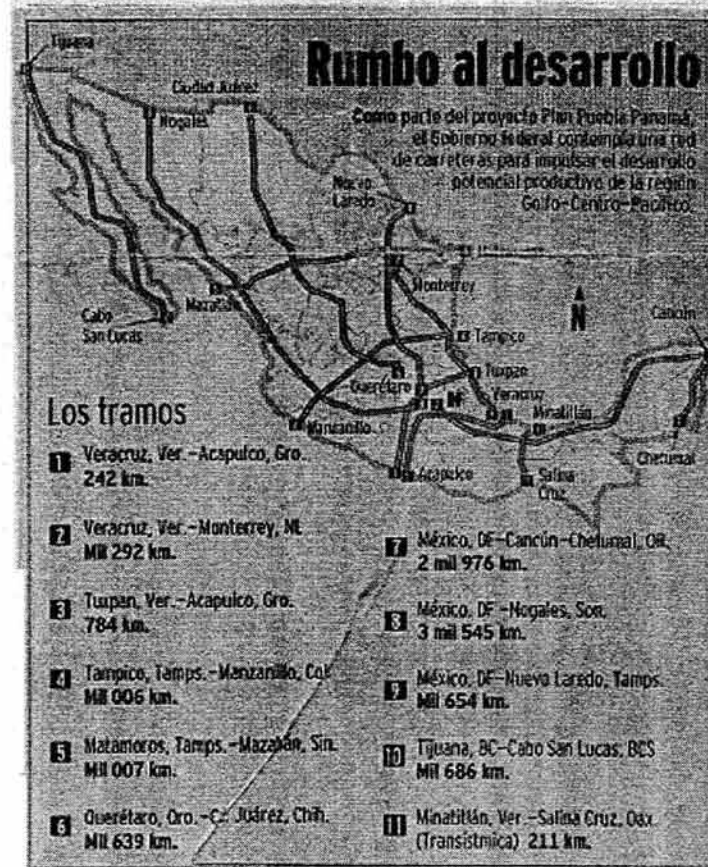 Rumbo al desarrollo
Como parte del proyecto Plan Puebla Panamá,
el Gobierno Federal contempla una red
de carreteras para impulsar el desarrollo
potencial productivo de la región
Golfo-Centro-Pacífico.
Tijuana
Ciudad Juárez
Nogales
Nuevo
Laredo
Monterrey
N
Cabo
San Lucas
Mazatlán
Cancún
Tampico
Tuxpan
Querétaro
DF
Veracruz
Minatitlán
Manzanillo
Acapulco
Salina
Cruz
Chetumal
Los tramos
1 Veracruz, Ver.-Acapulco, Gro.
242 km.
2 Veracruz, Ver.-Monterrey, NL
Mil 292 km.
3 Tuxpan, Ver.-Acapulco, Gro.
784 km.
4 Tampico, Tamps.-Manzanillo, Col.
Mil 006 km.
5 Matamoros, Tamps.-Mazatlán, Sin.
Mil 007 km.
6 Querétaro, Qro.-Cd. Juárez, Chih.
Mil 639 km.
7 México, DF-Cancún-Chetumal, QR.
2 mil 976 km.
8 México, DF-Nogales, Son.
3 mil 545 km.
9 México, DF-Nuevo Laredo, Tamps.
Mil 654 km.
10 Tijuana, BC-Cabo San Lucas, BCS
Mil 686 km.
11 Minatitlán, Ver.-Salina Cruz, Oax.
(Transístmica) 211 km.